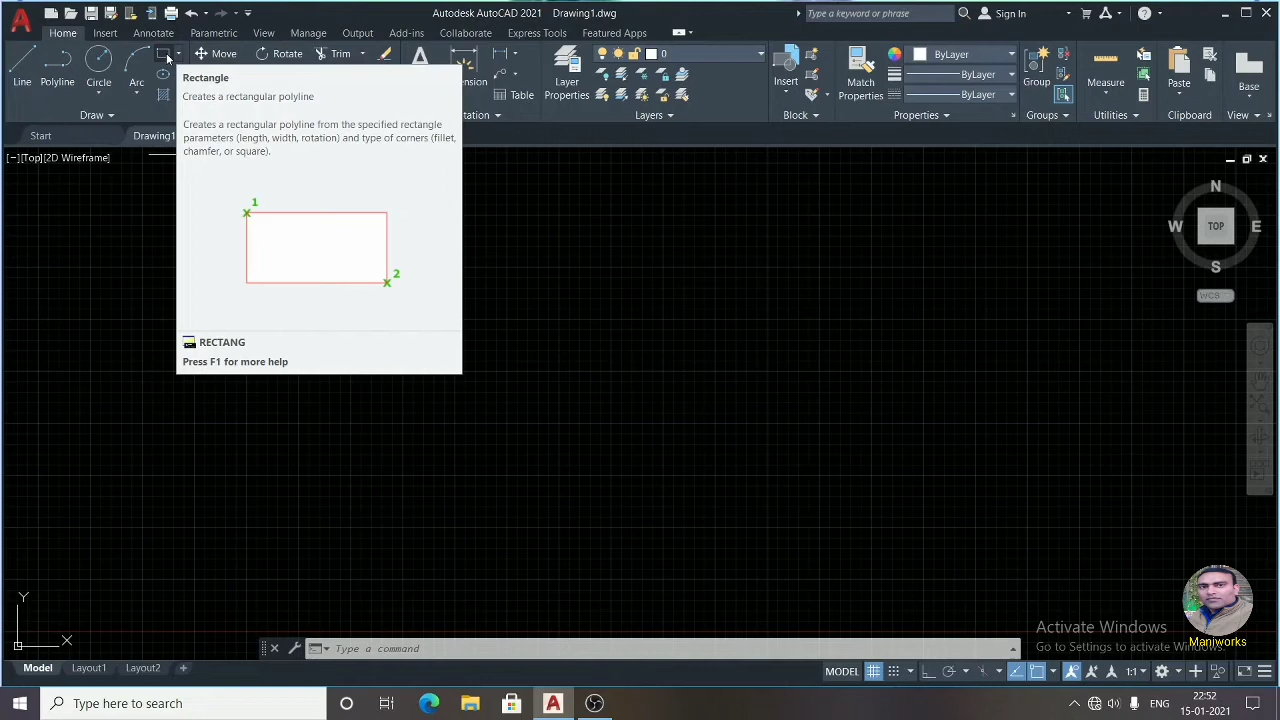 Autodesk AutoCAD 2021 Drawing1.dwg
Type a keyword or phrase
Sign In
Home Insert Annotate Parametric View Manage Output Add-ins Collaborate Express Tools Featured Apps
Line Polyline Circle Arc
Move Rotate Trim
Dimension
Table
Layer
Properties
0
Insert
Match
Properties
ByLayer
ByLayer
ByLayer
Group
Measure
Paste
Base
Draw
Layers Block Properties Groups Utilities Clipboard View
Start Drawing1
[−][Top][2D Wireframe]
Rectangle
Creates a rectangular polyline
Creates a rectangular polyline from the specified rectangle
parameters (length, width, rotation) and type of corners (fillet,
chamfer, or square).
1
2
RECTANG
Press F1 for more help
N
W TOP E
S
WCS
Y
X
Type a command
Activate Windows
Go to Settings to activate Windows.
Maniworks
Model Layout1 Layout2 +
MODEL
1:1
Type here to search
ENG
22:52
15-01-2021